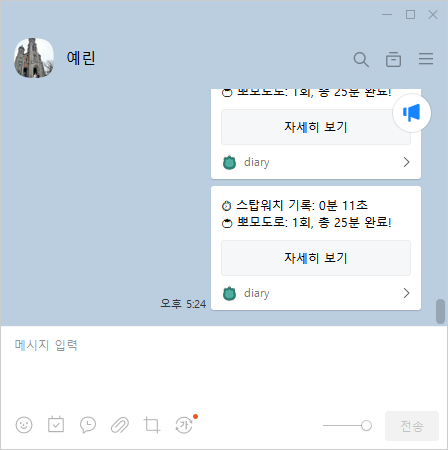 예린
뽀모도로: 1회, 총 25분 완료!
자세히 보기
diary
스탑워치 기록: 0분 11초
뽀모도로: 1회, 총 25분 완료!
자세히 보기
diary
오후 5:24
메시지 입력
가
전송